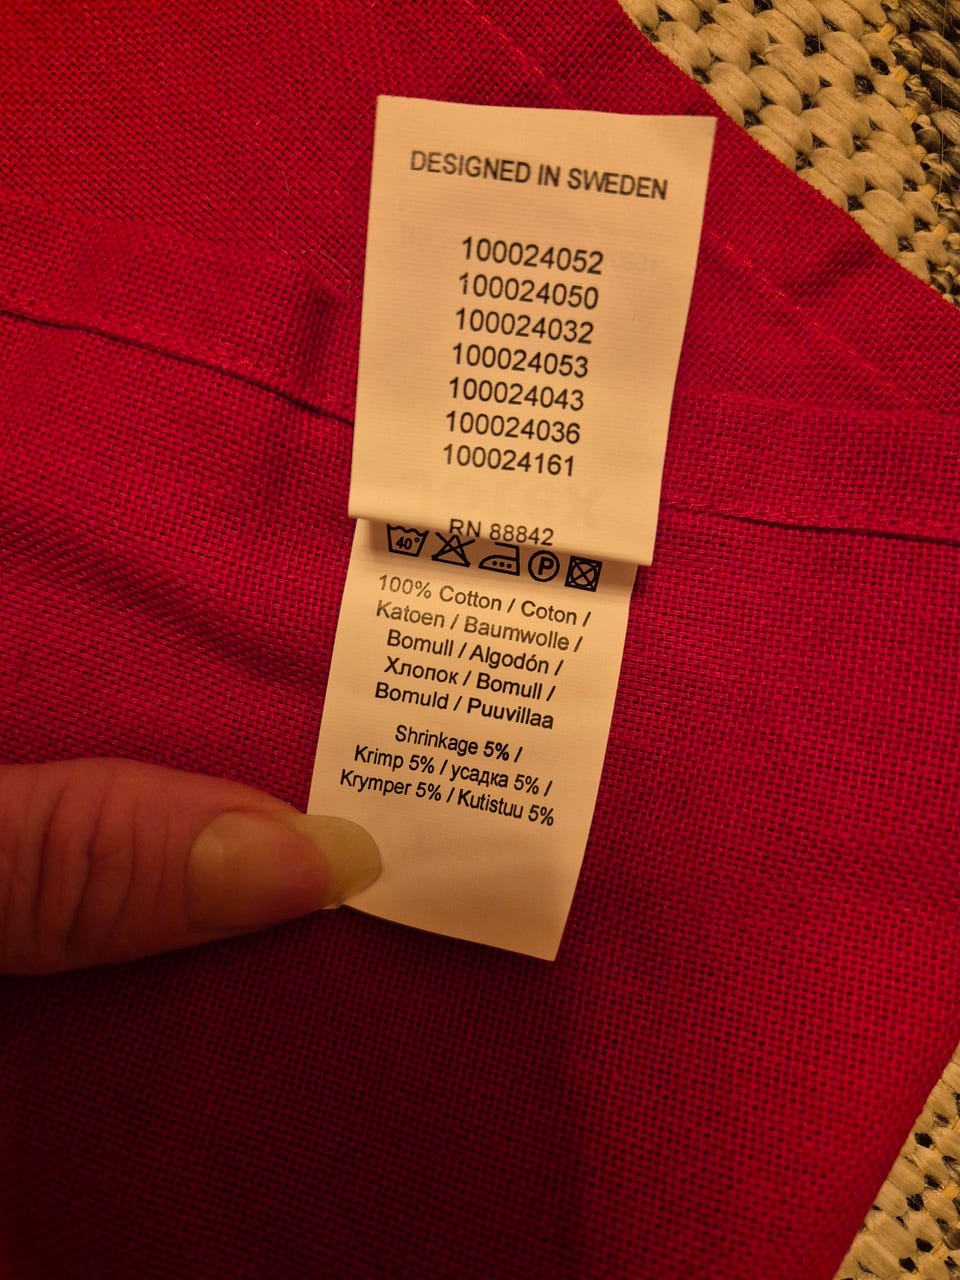 DESIGNED IN SWEDEN
100024052
100024050
100024032
100024053
100024043
100024036
100024161
RN 88842
40°
P
100% Cotton / Coton /
Katoen / Baumwolle /
Bomull / Algodón /
Хлопок / Bomull /
Bomuld / Puuvillaa
Shrinkage 5% /
Krimp 5% / усадка 5% /
Krymper 5% / Kutistuu 5%